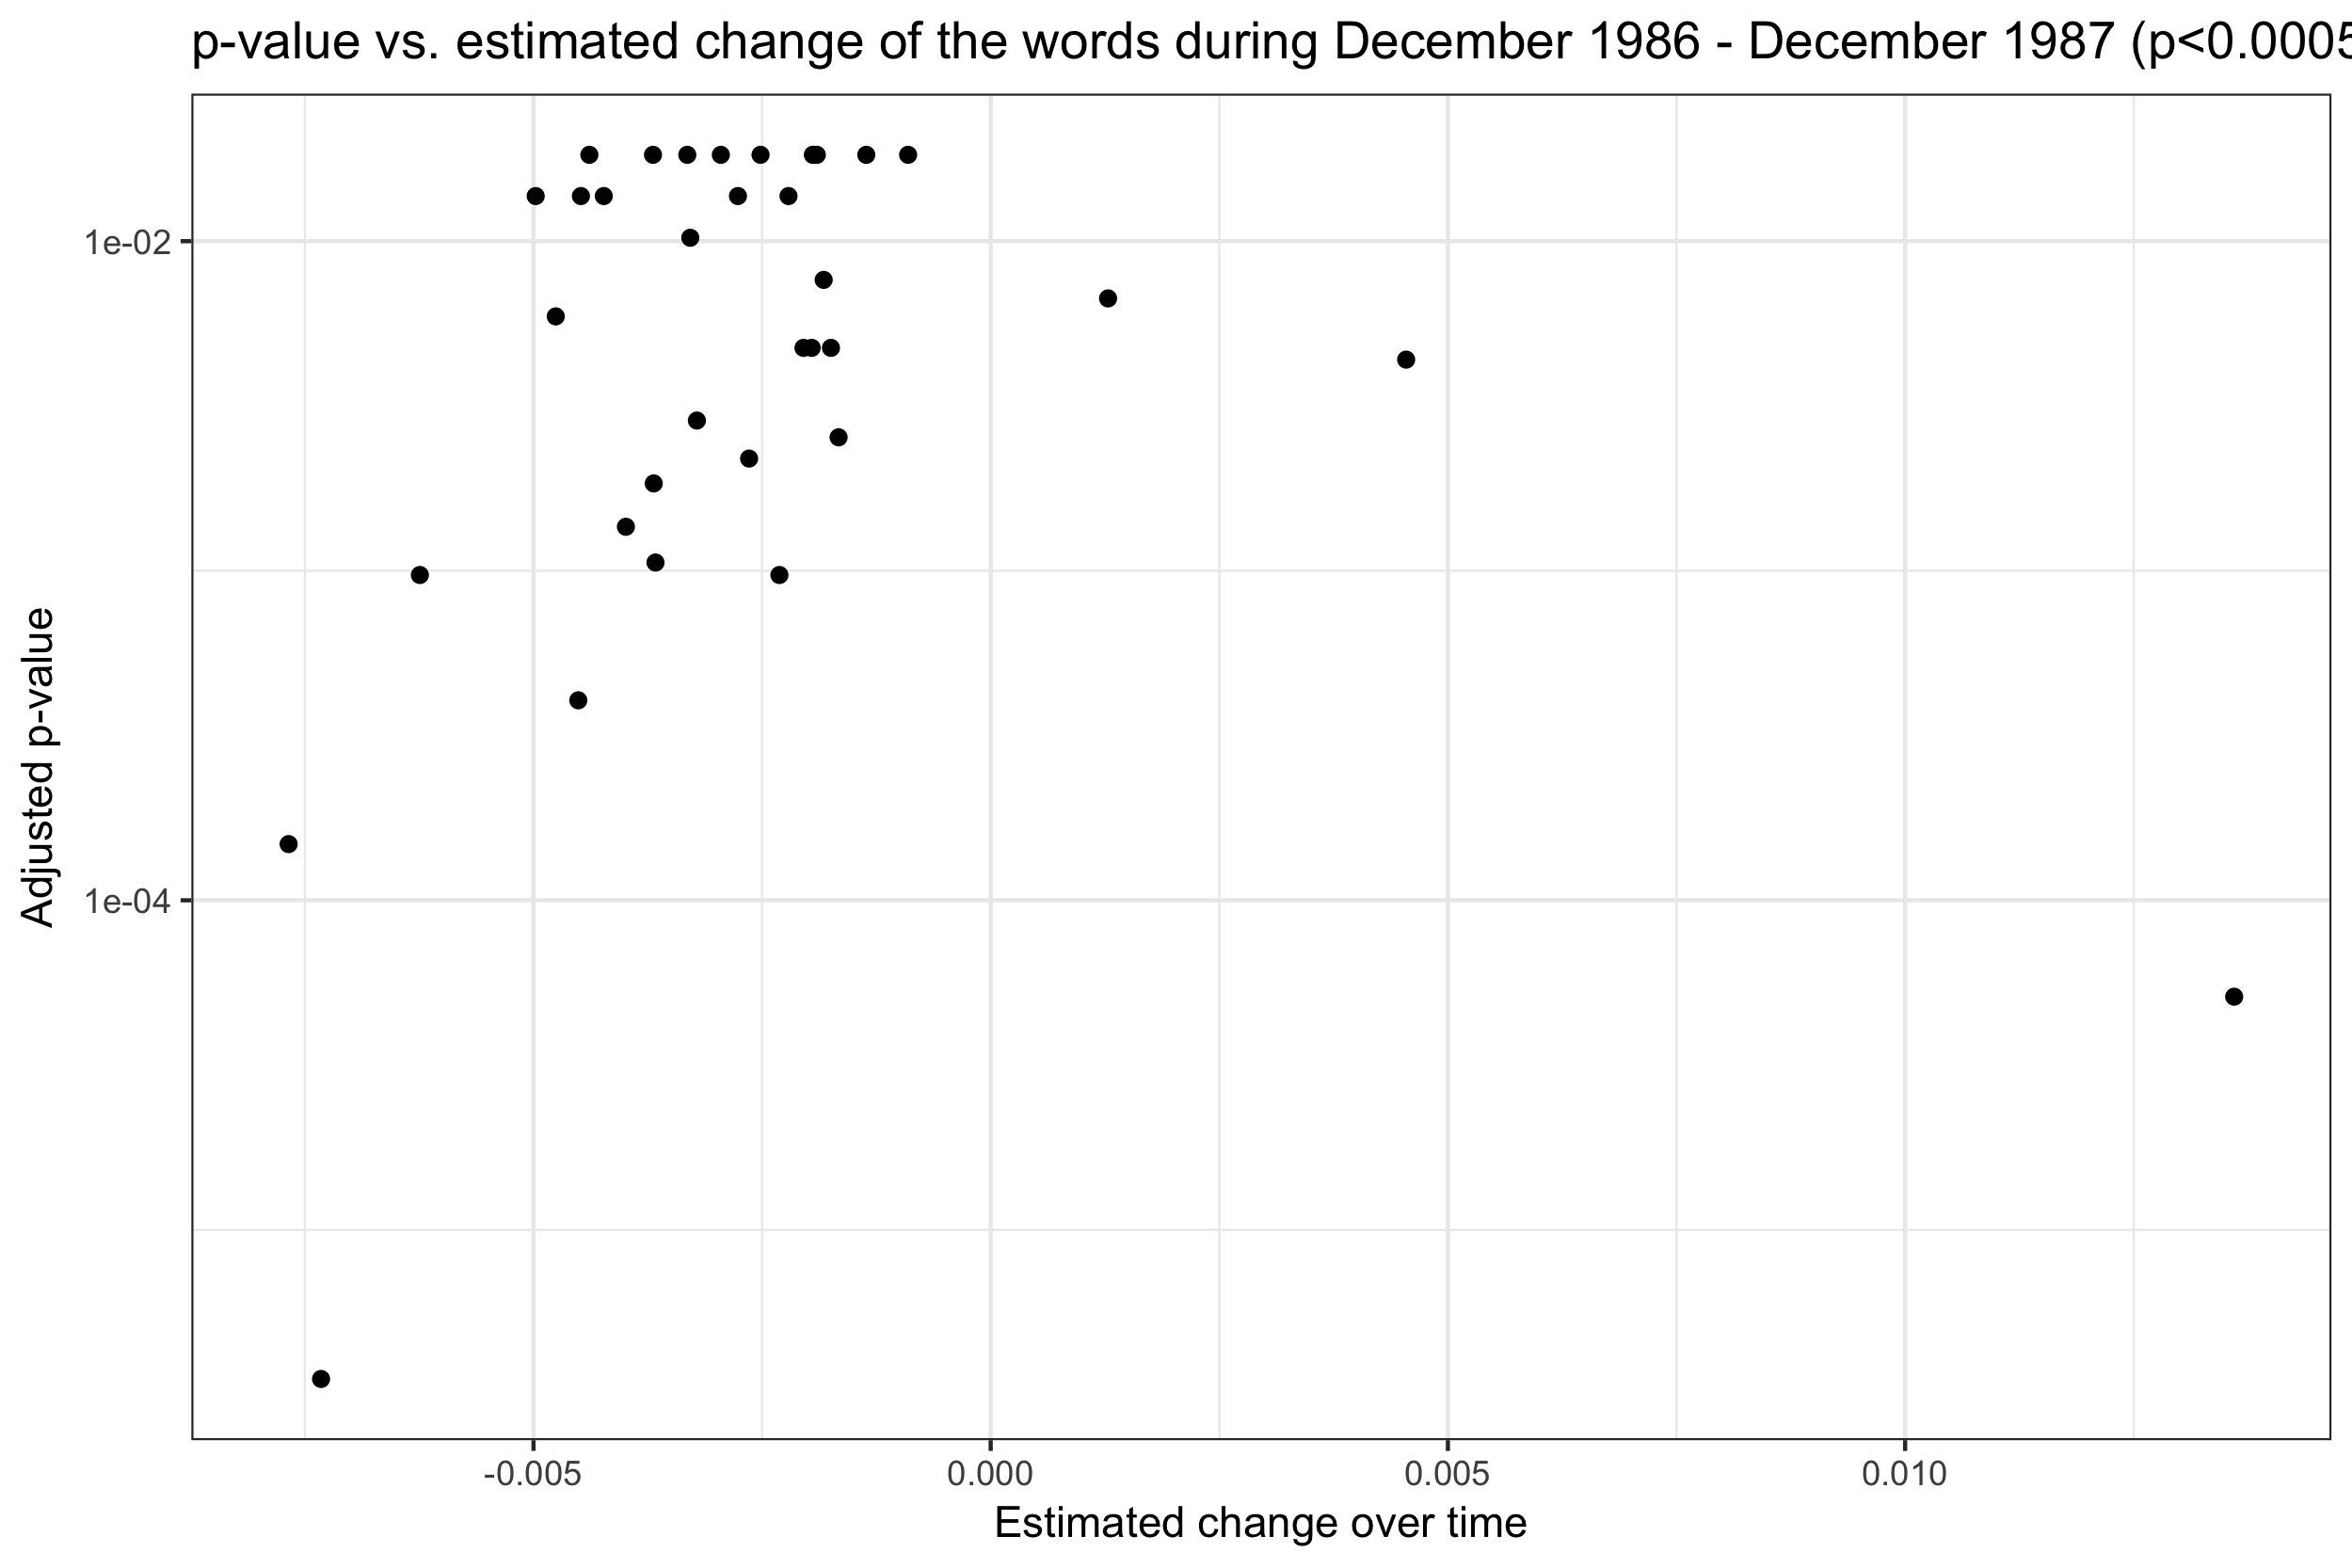 p-value vs. estimated change of the words during December 1986 - December 1987 (p<0.0005
1e-02
1e-04
Adjusted p-value
-0.005 0.000 0.005 0.010
Estimated change over time